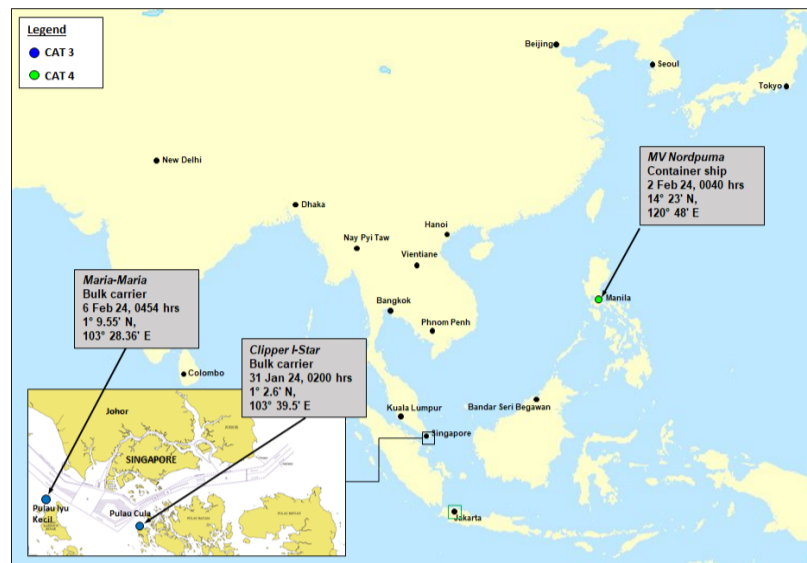 Legend
CAT 3
CAT 4
Beijing
Seoul
Tokyo
New Delhi
Dhaka
Nay Pyi Taw
Hanoi
Vientiane
Bangkok
Phnom Penh
Manila
MV Nordpuma
Container ship
2 Feb 24, 0040 hrs
14° 23' N,
120° 48' E
Maria-Maria
Bulk carrier
6 Feb 24, 0454 hrs
1° 9.55' N,
103° 28.36' E
Colombo
Clipper I-Star
Bulk carrier
31 Jan 24, 0200 hrs
1° 2.6' N,
103° 39.5' E
Kuala Lumpur
Bandar Seri Begawan
Singapore
Jakarta
Johor
SINGAPORE
Pulau Iyu
Kecil
Pulau Cula